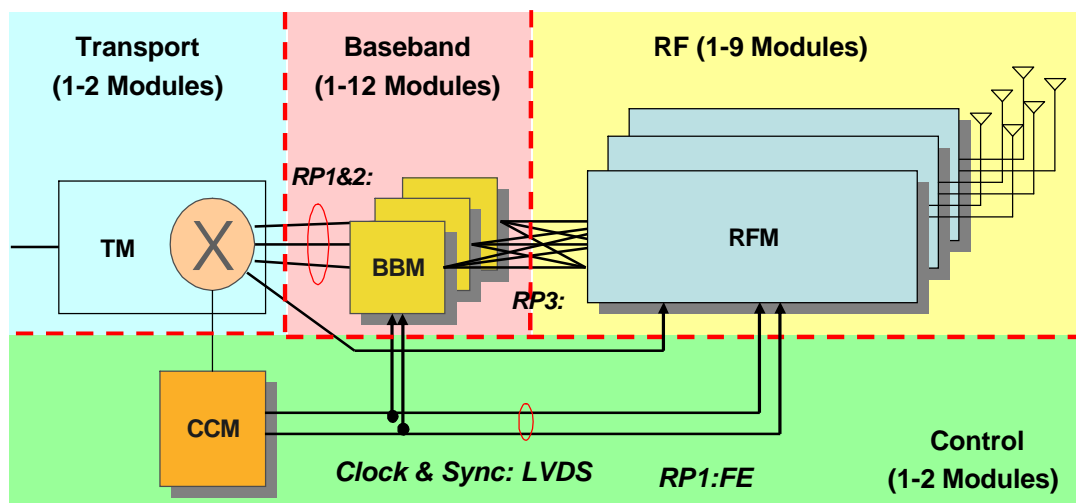 Transport
(1-2 Modules)
Baseband
(1-12 Modules)
RF (1-9 Modules)
RP1&2:
TM
X
BBM
RFM
RP3:
CCM
Clock & Sync: LVDS
RP1:FE
Control
(1-2 Modules)